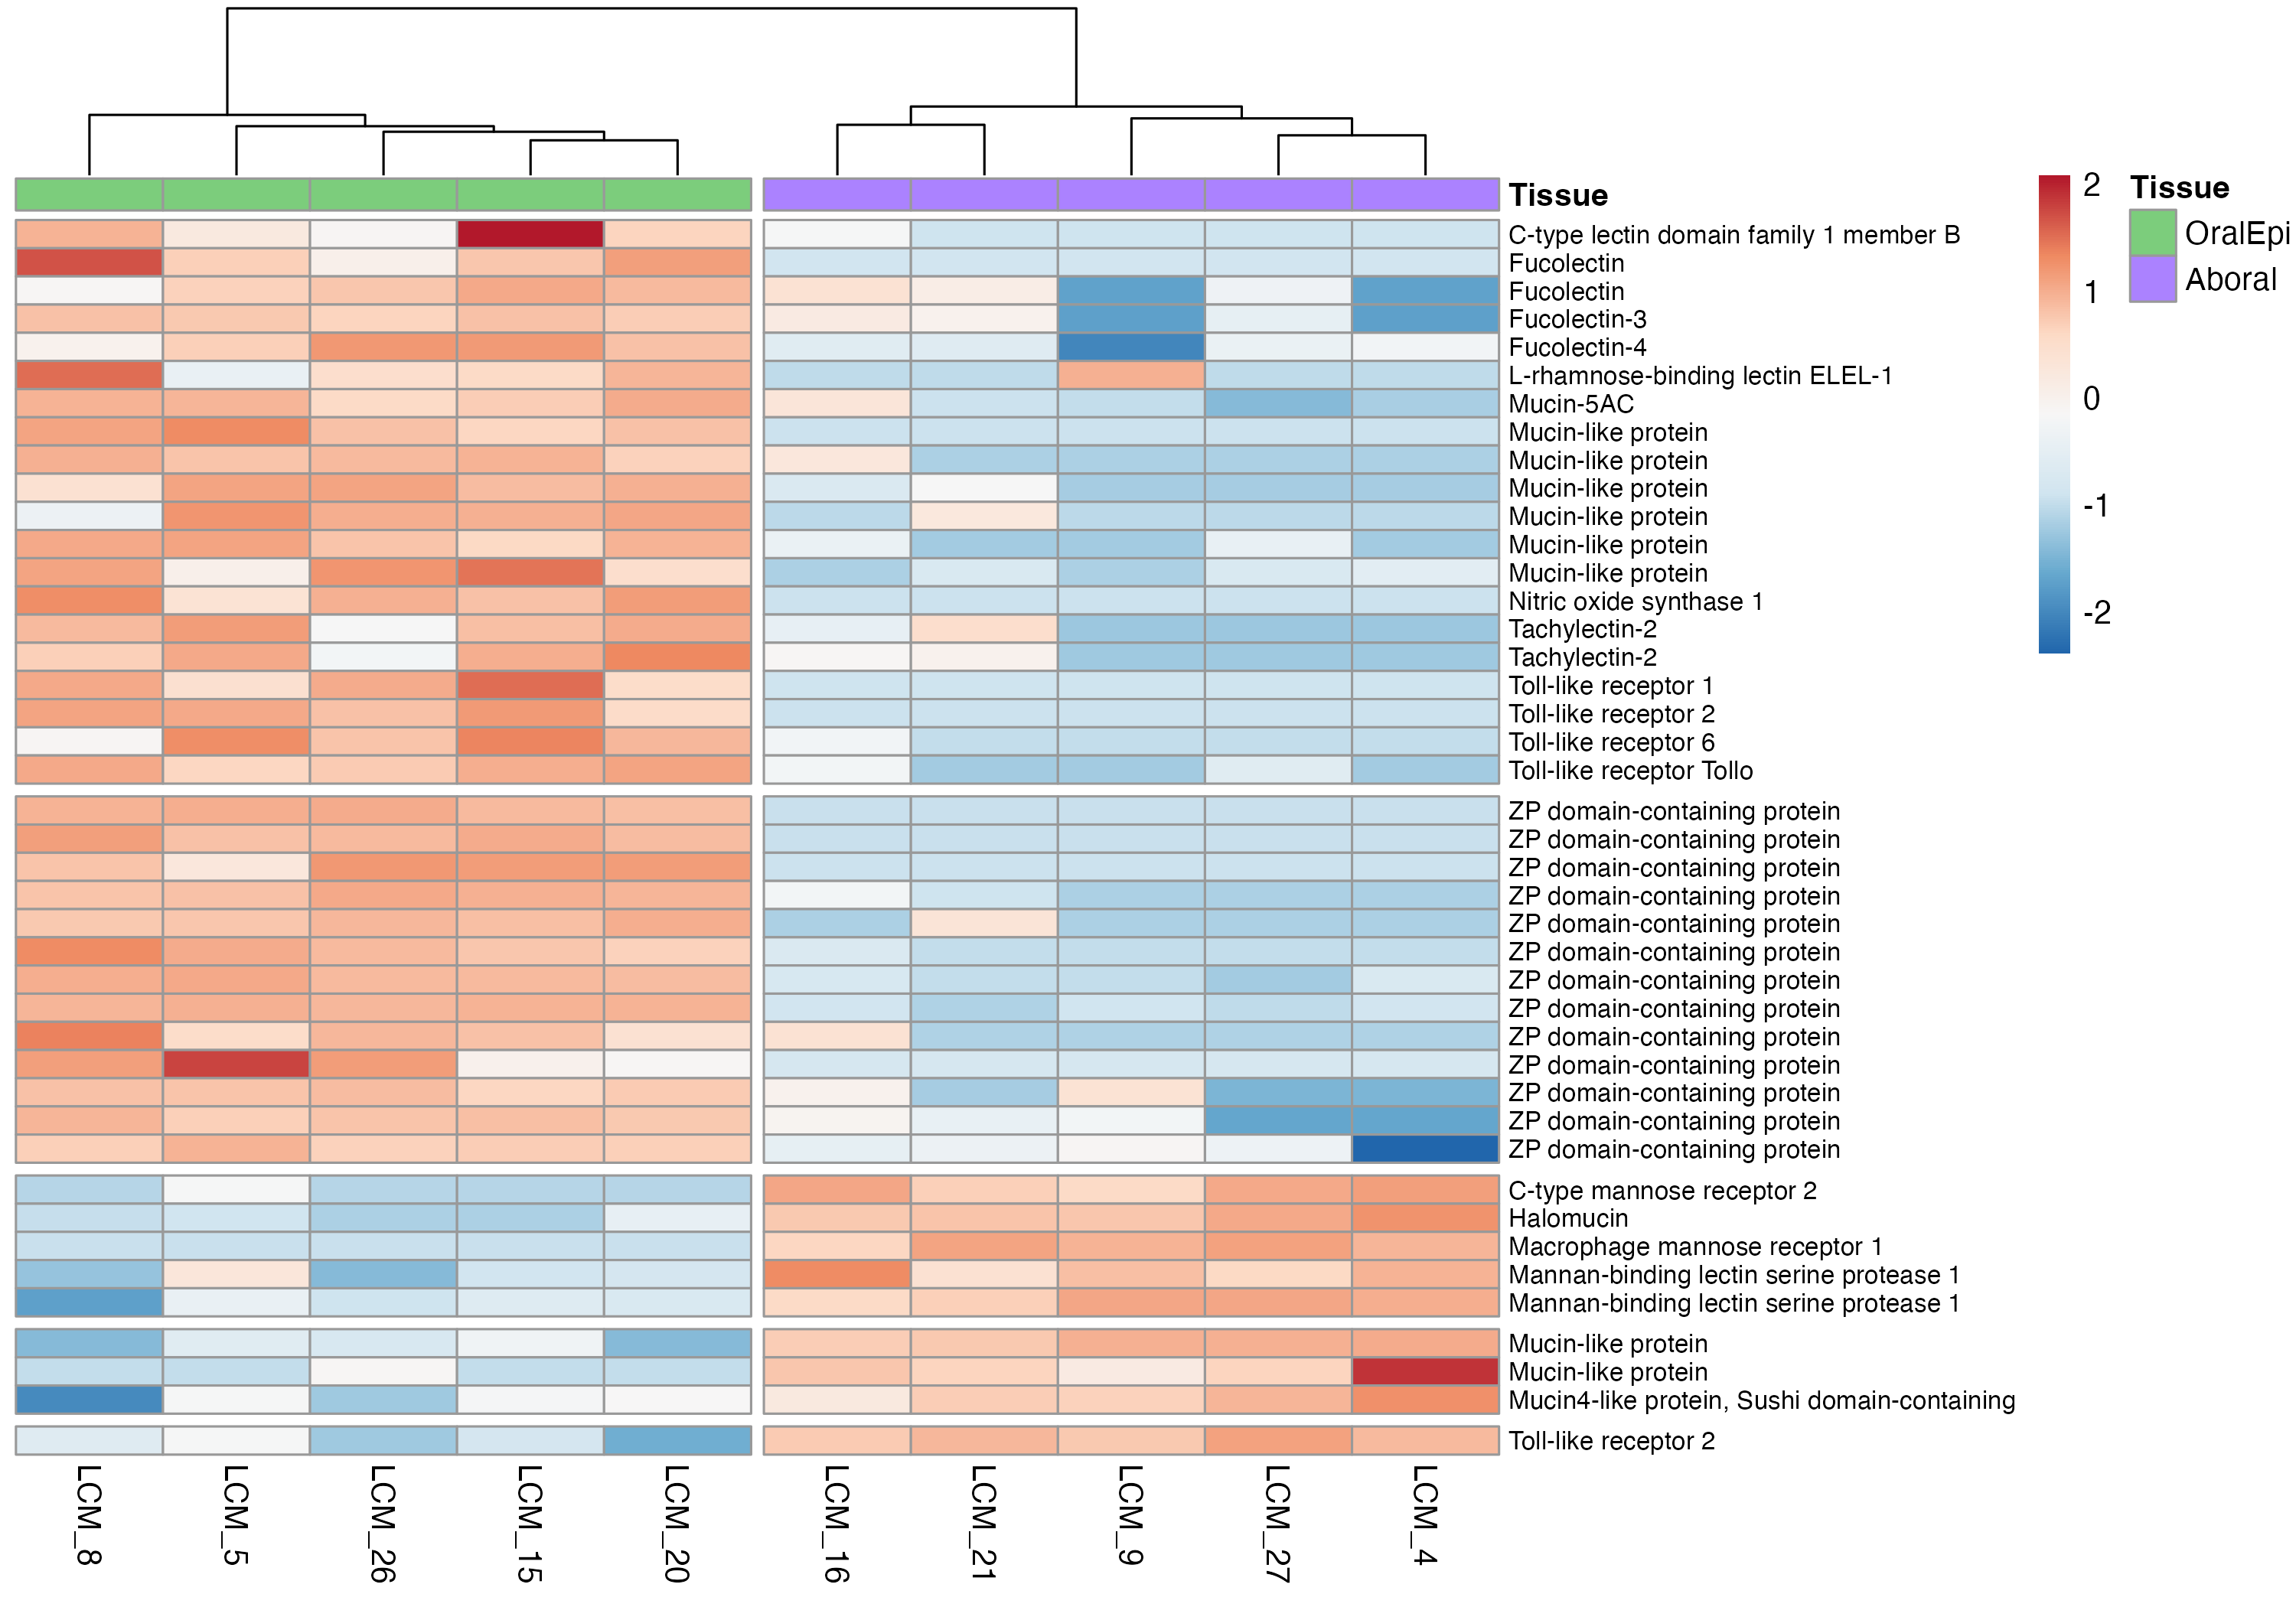 Tissue
C-type lectin domain family 1 member B
Fucolectin
Fucolectin
Fucolectin-3
Fucolectin-4
L-rhamnose-binding lectin ELEL-1
Mucin-5AC
Mucin-like protein
Mucin-like protein
Mucin-like protein
Mucin-like protein
Mucin-like protein
Mucin-like protein
Nitric oxide synthase 1
Tachylectin-2
Tachylectin-2
Toll-like receptor 1
Toll-like receptor 2
Toll-like receptor 6
Toll-like receptor Tollo
ZP domain-containing protein
ZP domain-containing protein
ZP domain-containing protein
ZP domain-containing protein
ZP domain-containing protein
ZP domain-containing protein
ZP domain-containing protein
ZP domain-containing protein
ZP domain-containing protein
ZP domain-containing protein
ZP domain-containing protein
ZP domain-containing protein
ZP domain-containing protein
C-type mannose receptor 2
Halomucin
Macrophage mannose receptor 1
Mannan-binding lectin serine protease 1
Mannan-binding lectin serine protease 1
Mucin-like protein
Mucin-like protein
Mucin4-like protein, Sushi domain-containing
Toll-like receptor 2
LCM_8
LCM_5
LCM_26
LCM_15
LCM_20
LCM_16
LCM_21
LCM_9
LCM_27
LCM_4
2
1
0
-1
-2
Tissue
OralEpi
Aboral